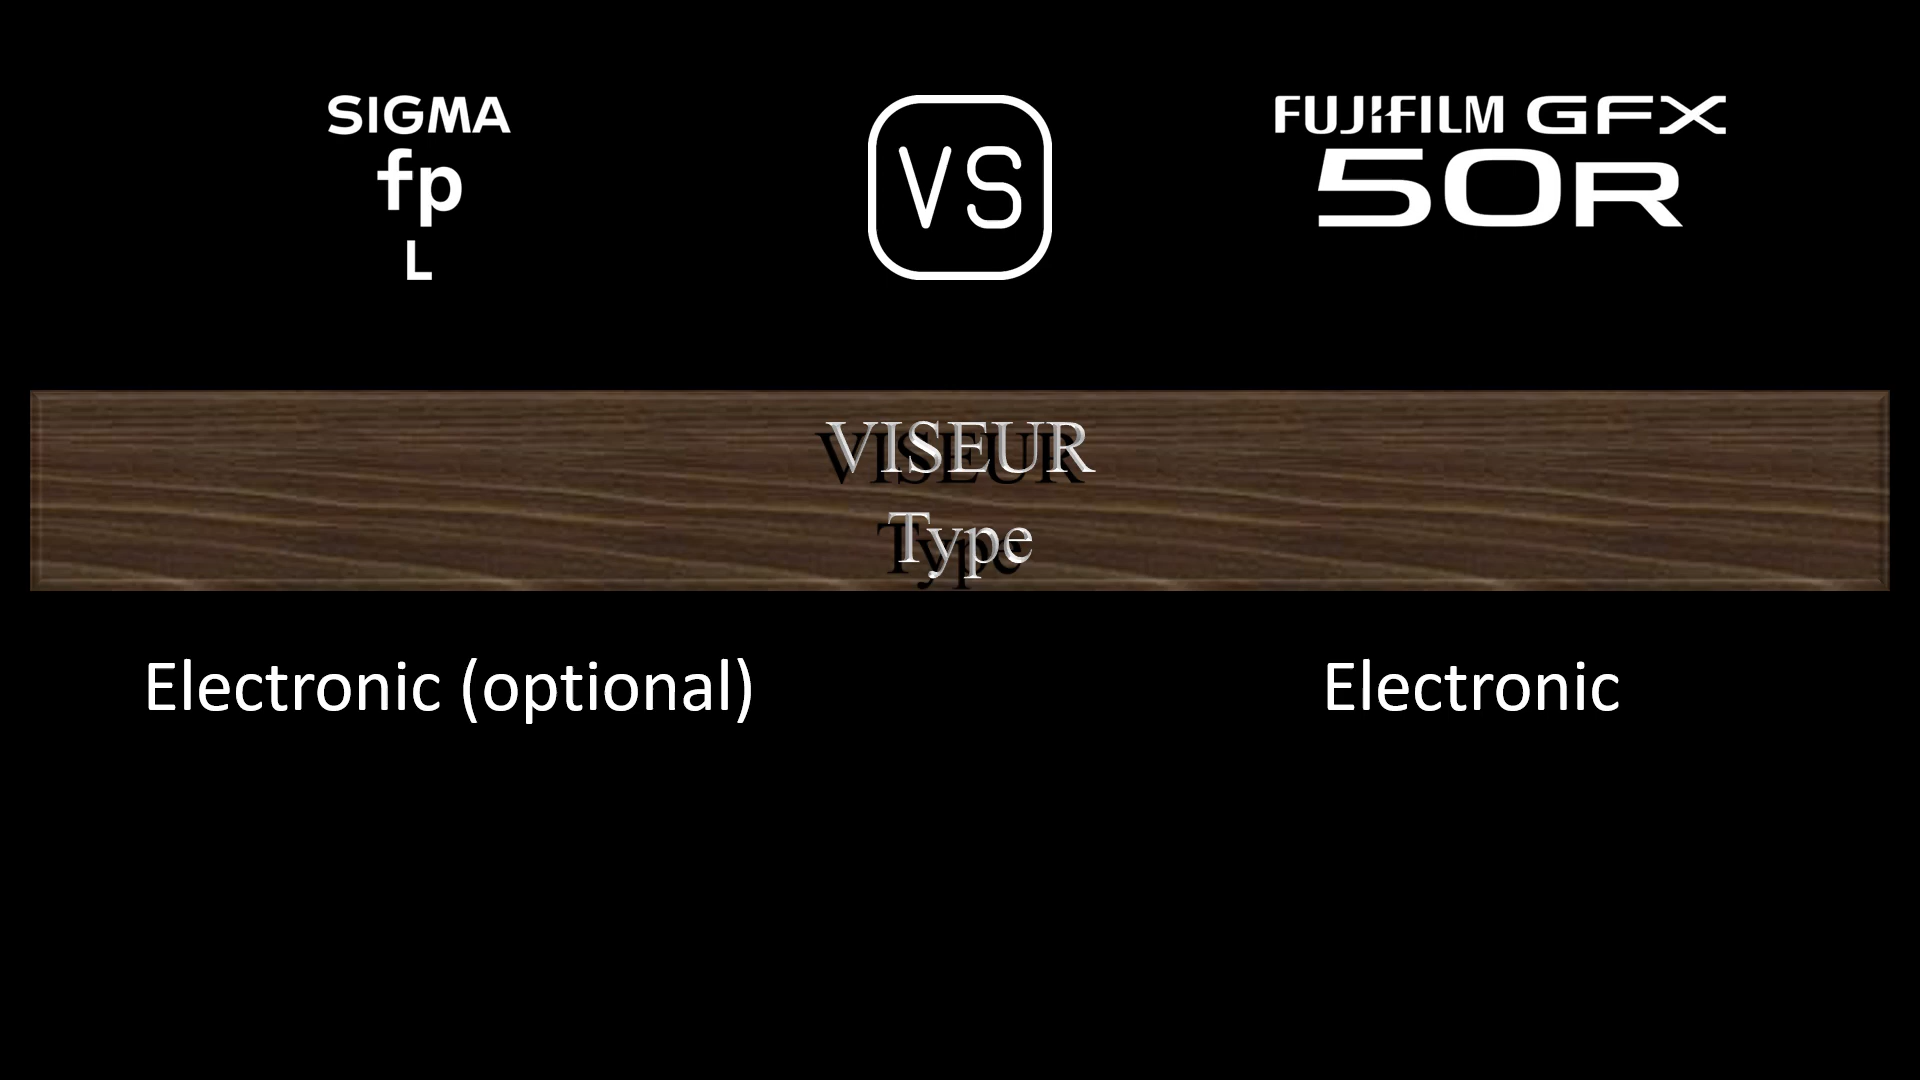 SIGMA
fp
L
VS
FUJIFILM GFX
50R
VISEUR
Type
Electronic (optional)
Electronic